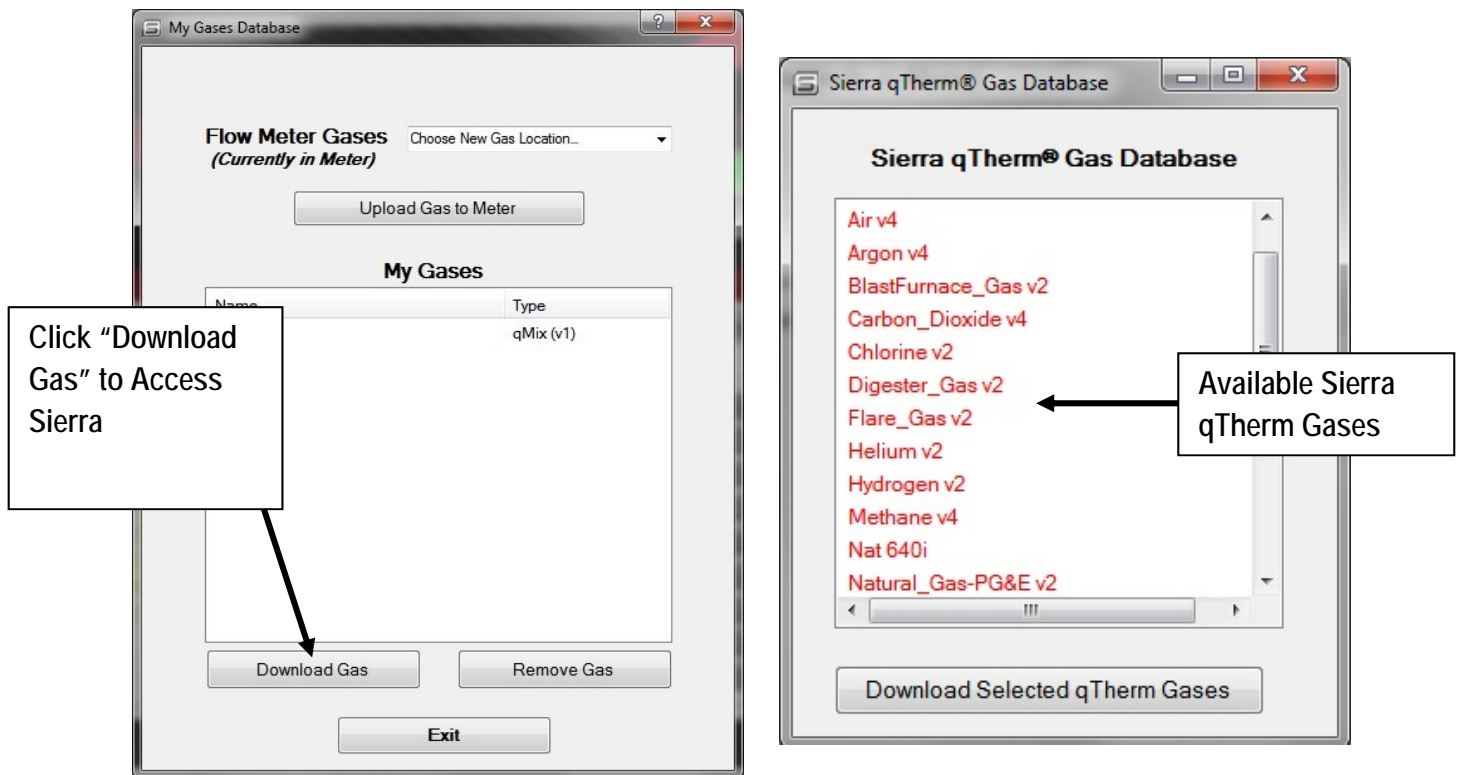 My Gases Database
Flow Meter Gases
(Currently in Meter)
Choose New Gas Location...
Upload Gas to Meter
My Gases
Name Type
qMix (v1)
Click “Download
Gas” to Access
Sierra
Download Gas Remove Gas
Exit
Sierra qTherm® Gas Database
Sierra qTherm® Gas Database
Air v4
Argon v4
BlastFurnace_Gas v2
Carbon_Dioxide v4
Chlorine v2
Digester_Gas v2
Flare_Gas v2
Helium v2
Hydrogen v2
Methane v4
Nat 640i
Natural_Gas-PG&E v2
Available Sierra
qTherm Gases
Download Selected qTherm Gases